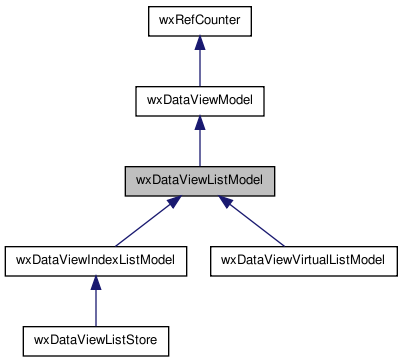 wxRefCounter
wxDataViewModel
wxDataViewListModel
wxDataViewIndexListModel
wxDataViewVirtualListModel
wxDataViewListStore